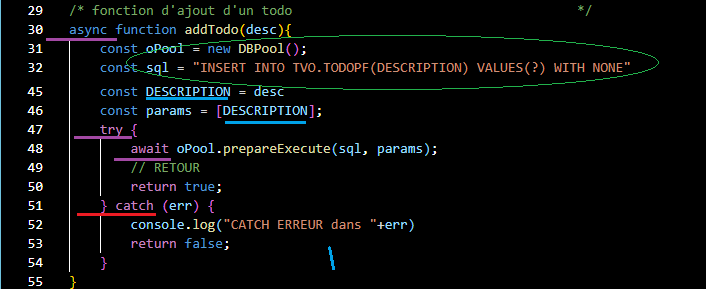 29 /* fonction d'ajout d'un todo */
30 async function addTodo(desc){
31 const oPool = new DBPool();
32 const sql = "INSERT INTO TVO.TODOPF(DESCRIPTION) VALUES(?) WITH NONE"
45 const DESCRIPTION = desc
46 const params = [DESCRIPTION];
47 try {
48 await oPool.prepareExecute(sql, params);
49 // RETOUR
50 return true;
51 } catch (err) {
52 console.log("CATCH ERREUR dans "+err)
53 return false;
54 }
55 }